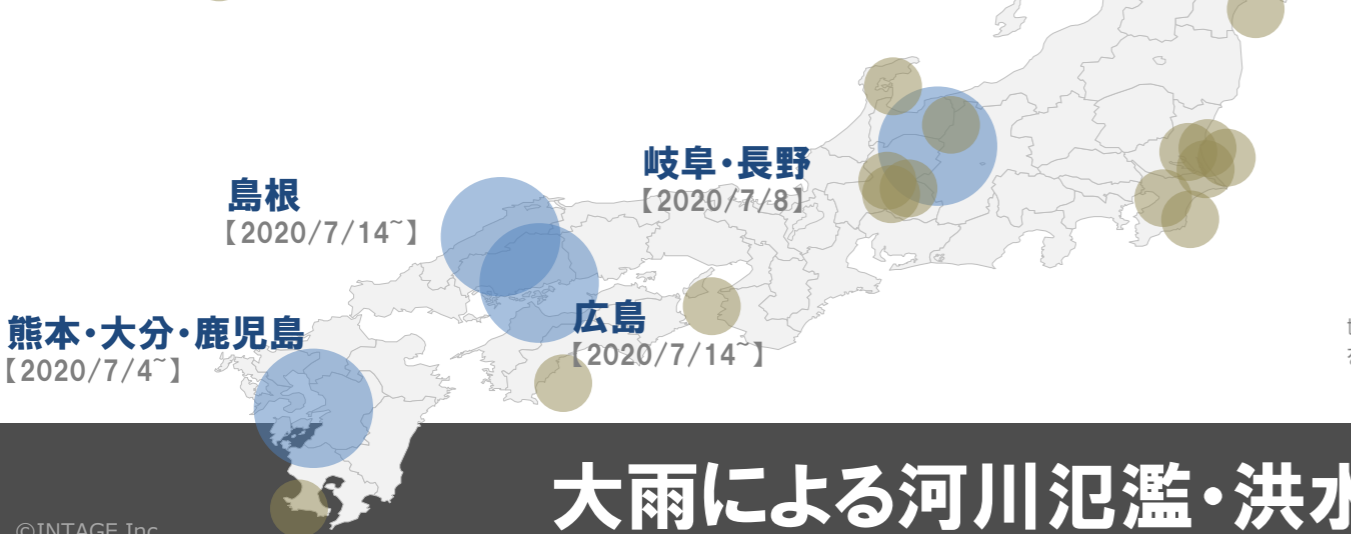 岐阜・長野
【2020/7/8】
島根
【2020/7/14~】
広島
【2020/7/14~】
熊本・大分・鹿児島
【2020/7/4~】
大雨による河川氾濫・洪水
©INTAGE Inc.